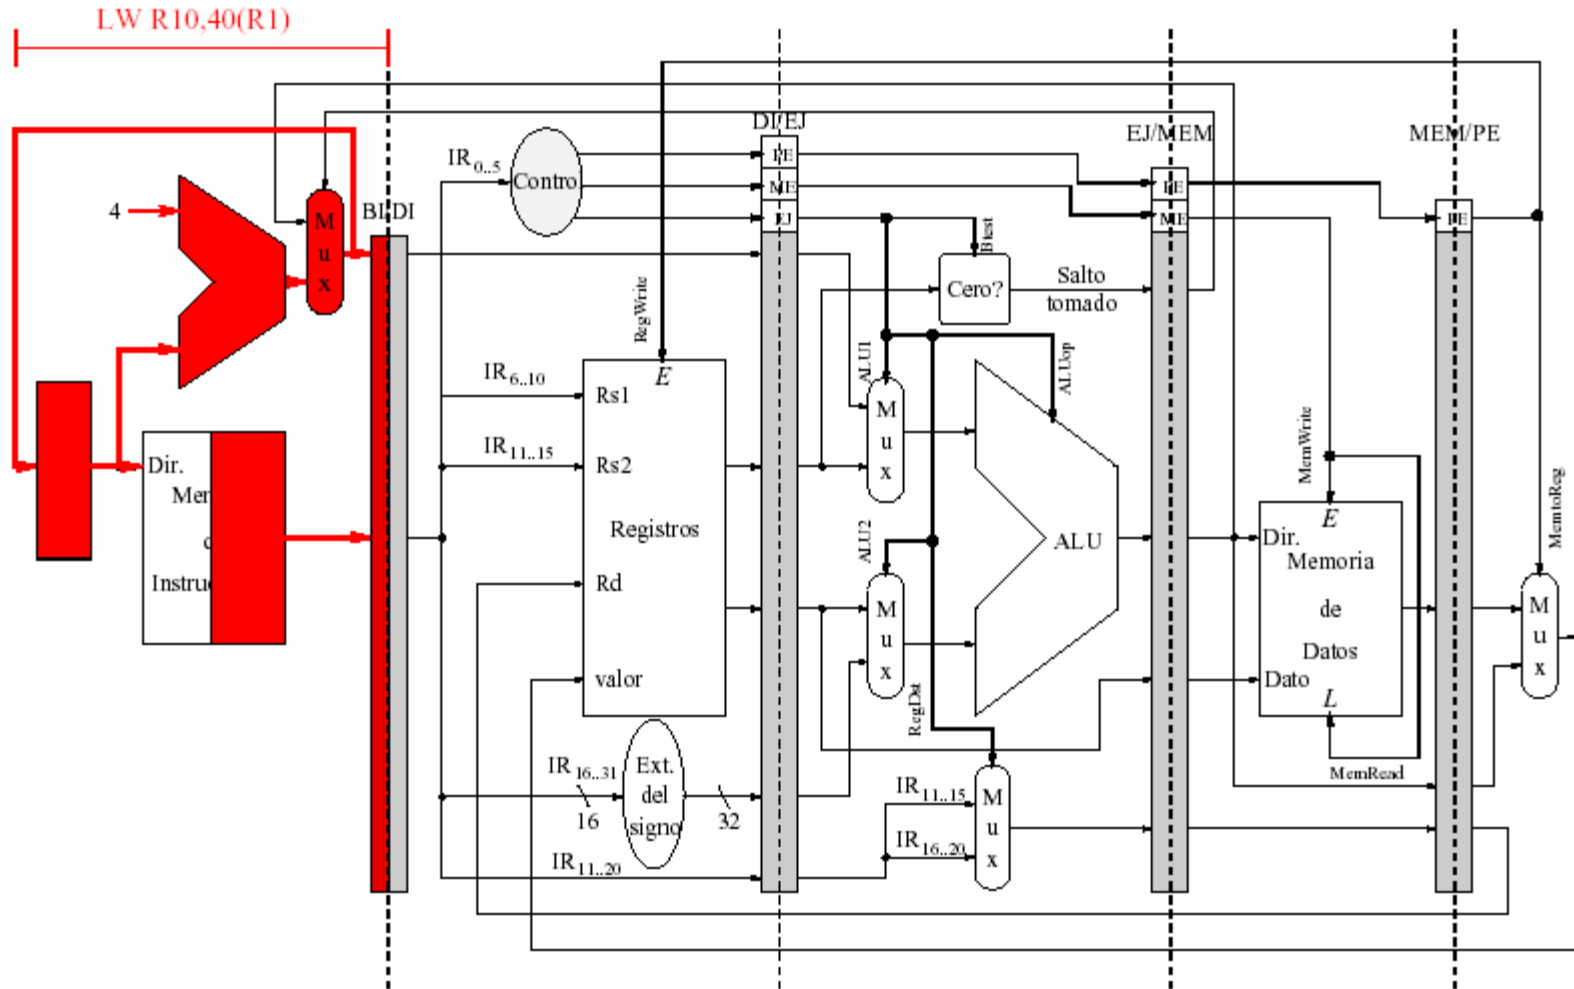 LW R10,40(R1)
DI/EJ
EJ/MEM
MEM/PE
IR0..5
Contro
PE
ME
EJ
PE
ME
PE
4
M
u
x
BI/DI
Btest
Cero?
Salto
tomado
RegWrite
E
ALU1
ALUop
IR6..10
Rs1
M
u
x
IR11..15
Rs2
Dir.
Mem
Instru
Registros
ALU2
ALU
MemWrite
E
Dir.
Memoria
de
Datos
Dato
L
MemtoReg
M
u
x
Rd
M
u
x
valor
RegDst
MemRead
IR16..31
16
Ext.
del
signo
32
IR11..15
IR16..20
M
u
x
IR11..20